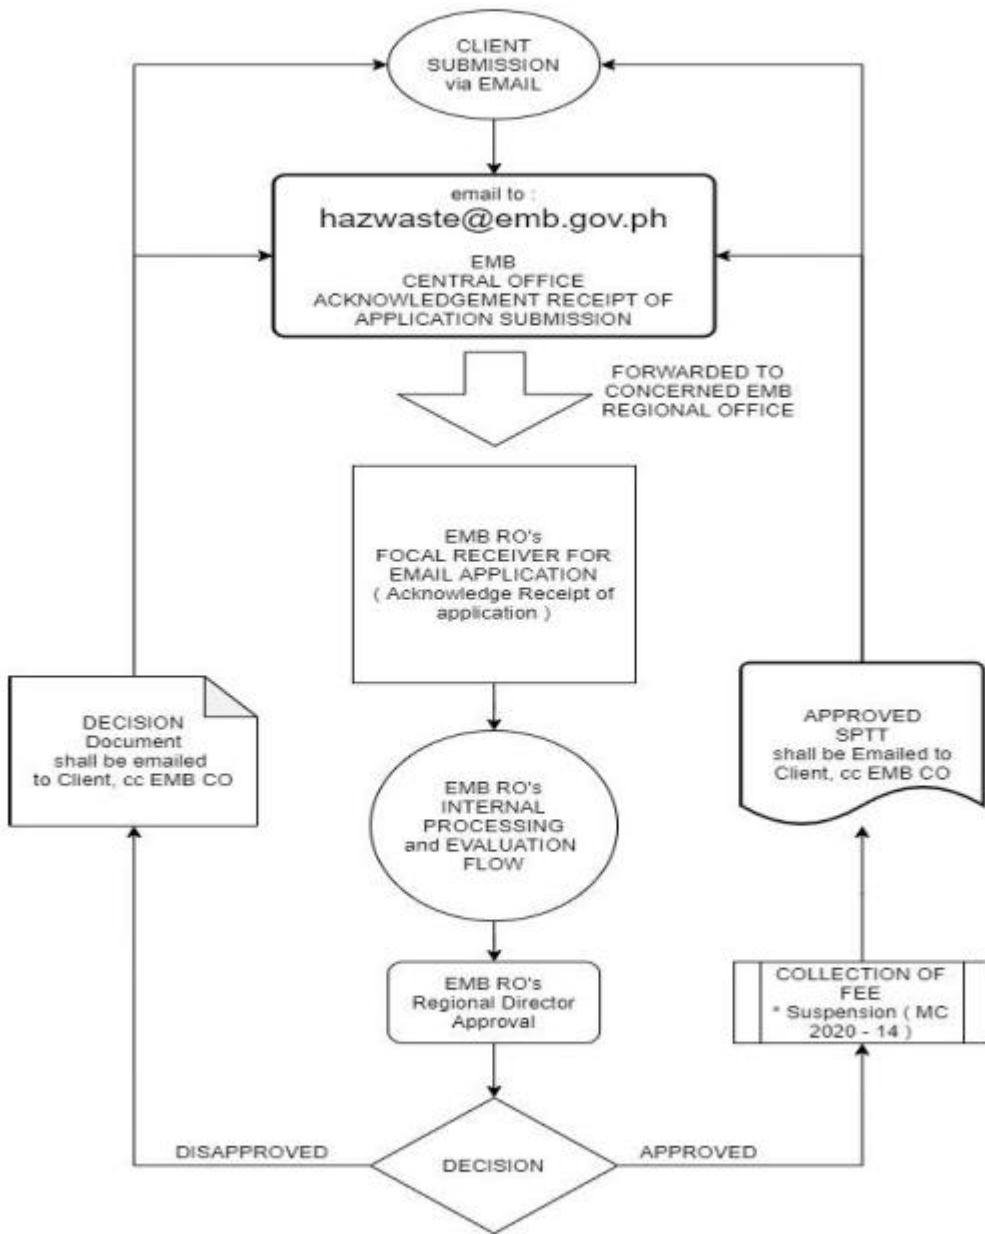 CLIENT
SUBMISSION
via EMAIL
email to :
hazwaste@emb.gov.ph
EMB
CENTRAL OFFICE
ACKNOWLEDGEMENT RECEIPT OF
APPLICATION SUBMISSION
FORWARDED TO
CONCERNED EMB
REGIONAL OFFICE
EMB RO's
FOCAL RECEIVER FOR
EMAIL APPLICATION
( Acknowledge Receipt of
application )
DECISION
Document
shall be emailed
to Client, cc EMB CO
APPROVED
SPTT
shall be Emailed to
Client, cc EMB CO
EMB RO's
INTERNAL
PROCESSING
and EVALUATION
FLOW
EMB RO's
Regional Director
Approval
COLLECTION OF
FEE
* Suspension ( MC
2020 - 14 )
DISAPPROVED
DECISION
APPROVED